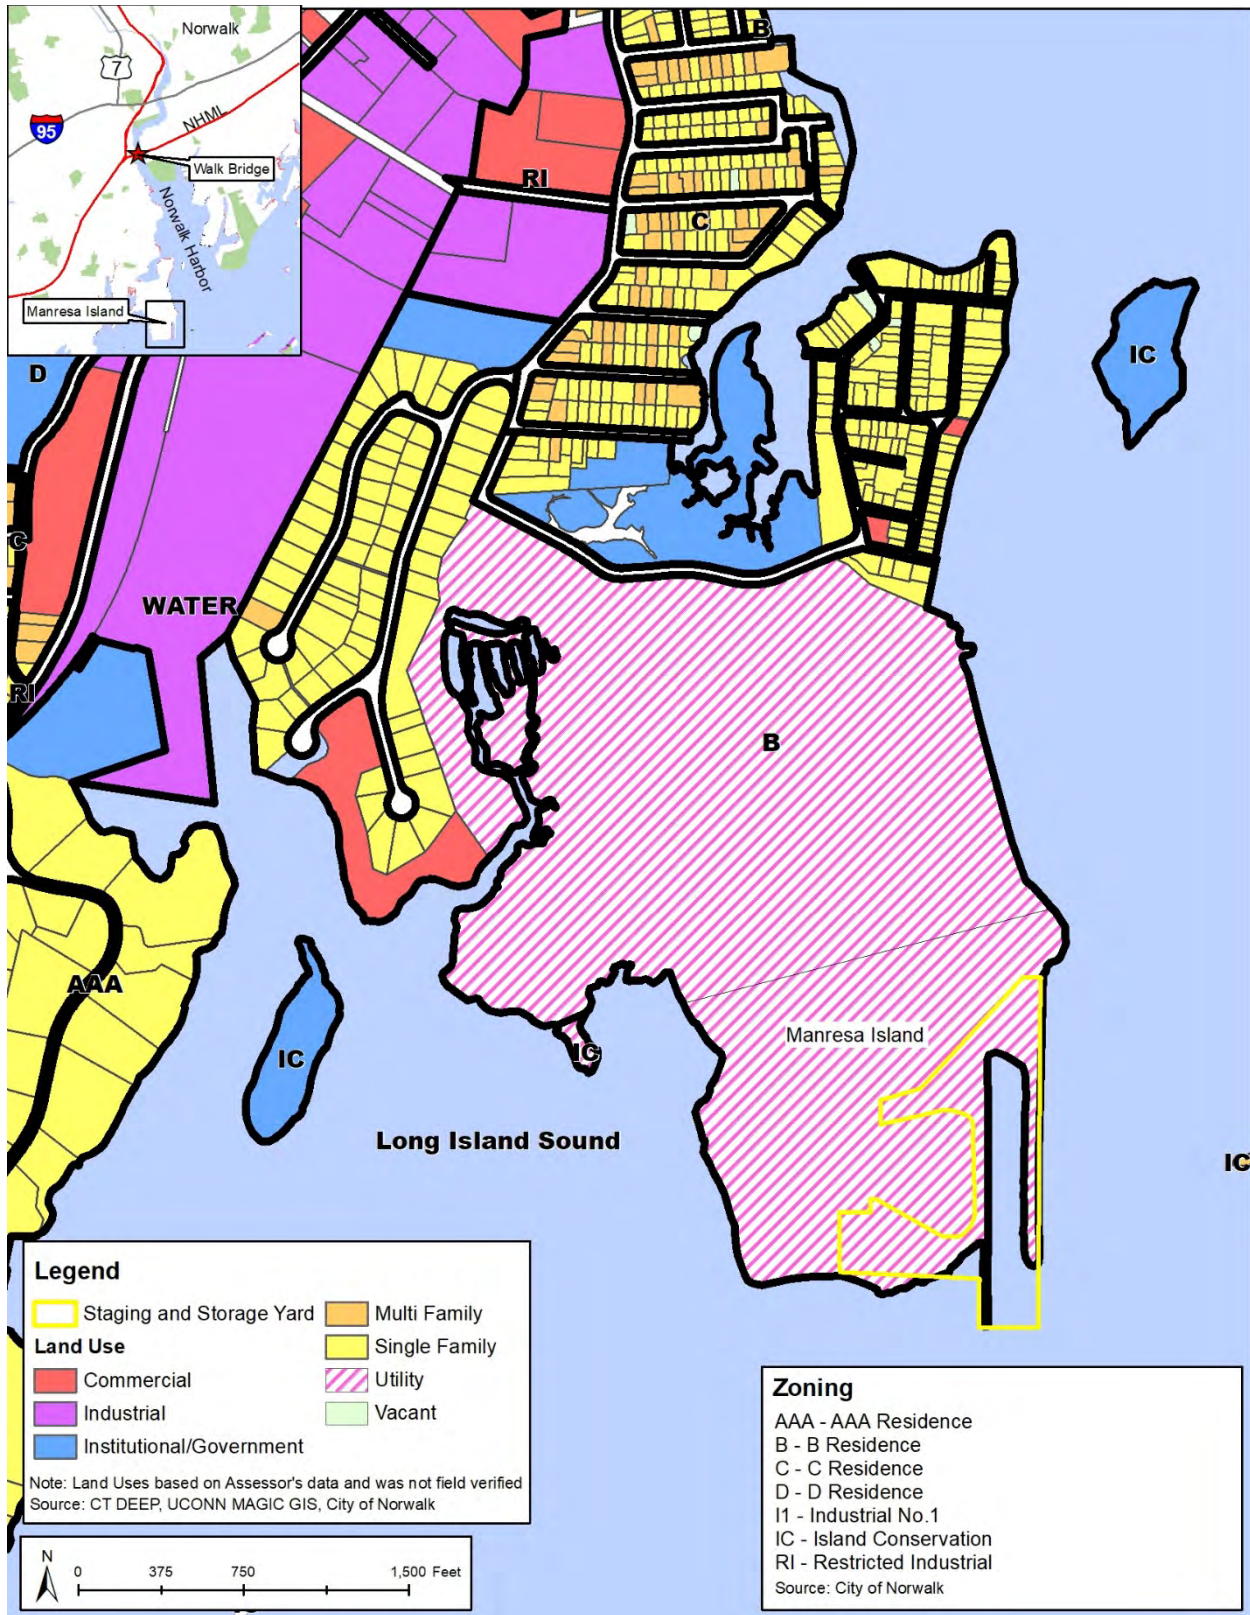 Norwalk
7
95
NHML
Walk Bridge
Norwalk Harbor
Manresa Island
B
RI
C
D
IC
C
WATER
RI
B
AAA
IC
IC
Manresa Island
Long Island Sound
IC
Legend
Staging and Storage Yard
Land Use
Commercial
Industrial
Institutional/Government
Multi Family
Single Family
Utility
Vacant
Note: Land Uses based on Assessor's data and was not field verified
Source: CT DEEP, UCONN MAGIC GIS, City of Norwalk
N
0 375 750 1,500 Feet
Zoning
AAA - AAA Residence
B - B Residence
C - C Residence
D - D Residence
I1 - Industrial No.1
IC - Island Conservation
RI - Restricted Industrial
Source: City of Norwalk